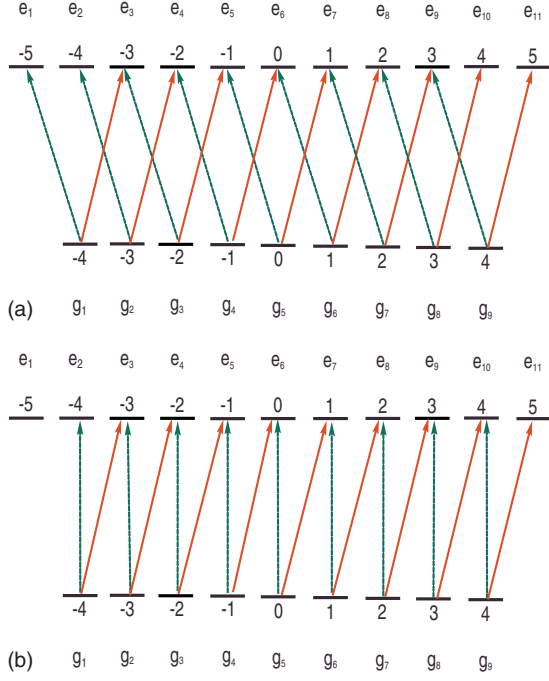 e₁ e₂ e₃ e₄ e₅ e₆ e₇ e₈ e₉ e₁₀ e₁₁
-5 -4 -3 -2 -1 0 1 2 3 4 5
-4 -3 -2 -1 0 1 2 3 4
(a) g₁ g₂ g₃ g₄ g₅ g₆ g₇ g₈ g₉
e₁ e₂ e₃ e₄ e₅ e₆ e₇ e₈ e₉ e₁₀ e₁₁
-5 -4 -3 -2 -1 0 1 2 3 4 5
-4 -3 -2 -1 0 1 2 3 4
(b) g₁ g₂ g₃ g₄ g₅ g₆ g₇ g₈ g₉